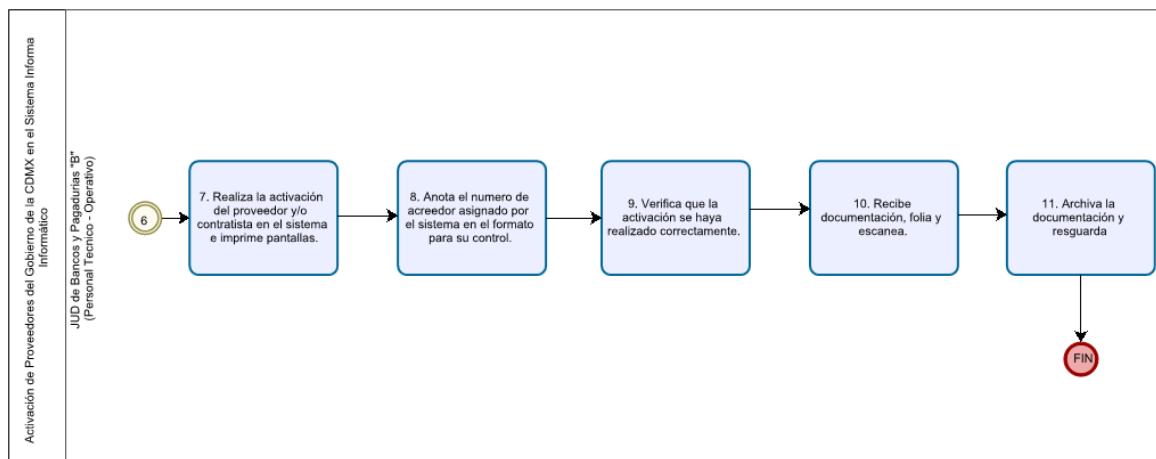 Activación de Proveedores del Gobierno de la CDMX en el Sistema Informa
Informático
JUD de Bancos y Pagadurias "B"
(Personal Tecnico - Operativo)
6
7. Realiza la activación
del proveedor y/o
contratista en el sistema
e imprime pantallas.
8. Anota el numero de
acreedor asignado por
el sistema en el formato
para su control.
9. Verifica que la
activación se haya
realizado correctamente.
10. Recibe
documentación, folia y
escanea.
11. Archiva la
documentación y
resguarda
FIN